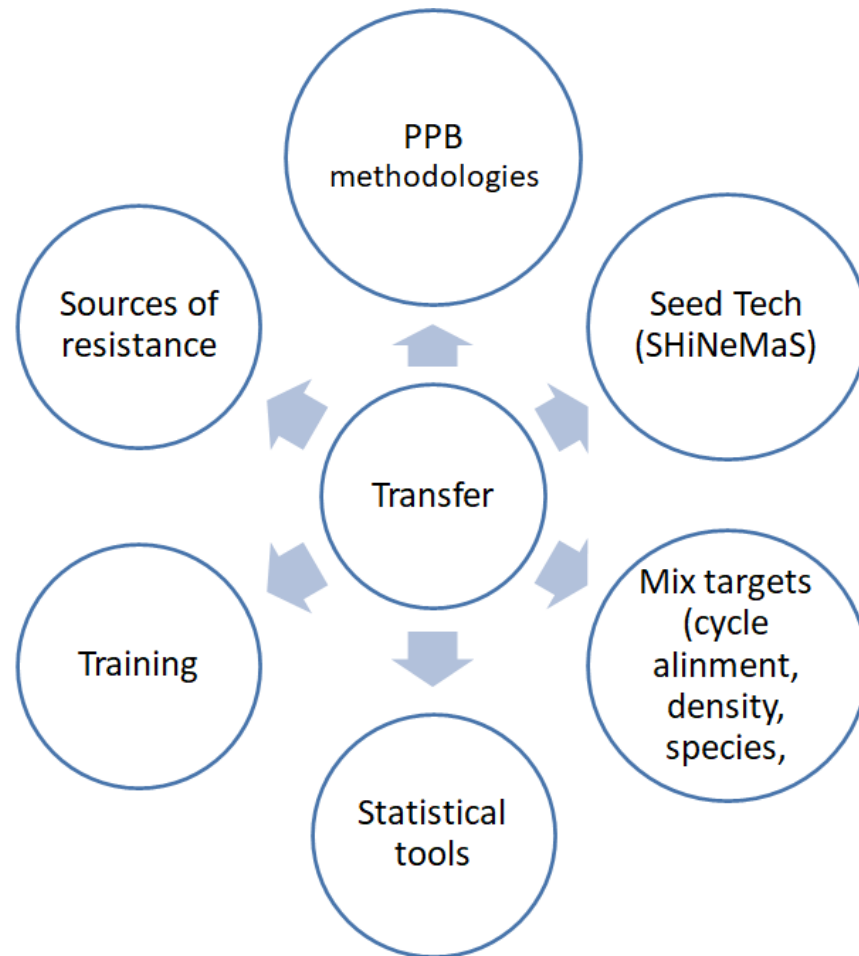 PPB
methodologies
Sources of
resistance
Seed Tech
(SHiNeMaS)
Transfer
Training
Mix targets
(cycle
alinment,
density,
species,
Statistical
tools